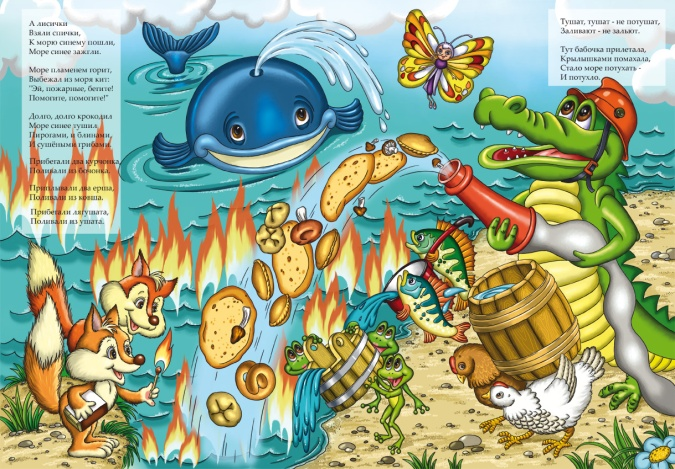 А лисички
Взяли спички,
К морю синему пошли,
Море синее зажгли.
Море пламенем горит,
Выбежал из моря кит:
"Эй, пожарные, бегите!
Помогите, помогите!"
Долго, долго крокодил
Море синее тушил
Пирогами, и блинами,
И сушёными грибами.
Прибегали два курчонка,
Поливали из бочонка.
Приплывали два ерша,
Поливали из ковша.
Прибегали лягушата,
Поливали из ушата.
Тушат, тушат - не потушат,
Заливают - не зальют.
Тут бабочка прилетала,
Крылышками помахала,
Стало море потухать -
И потухло.